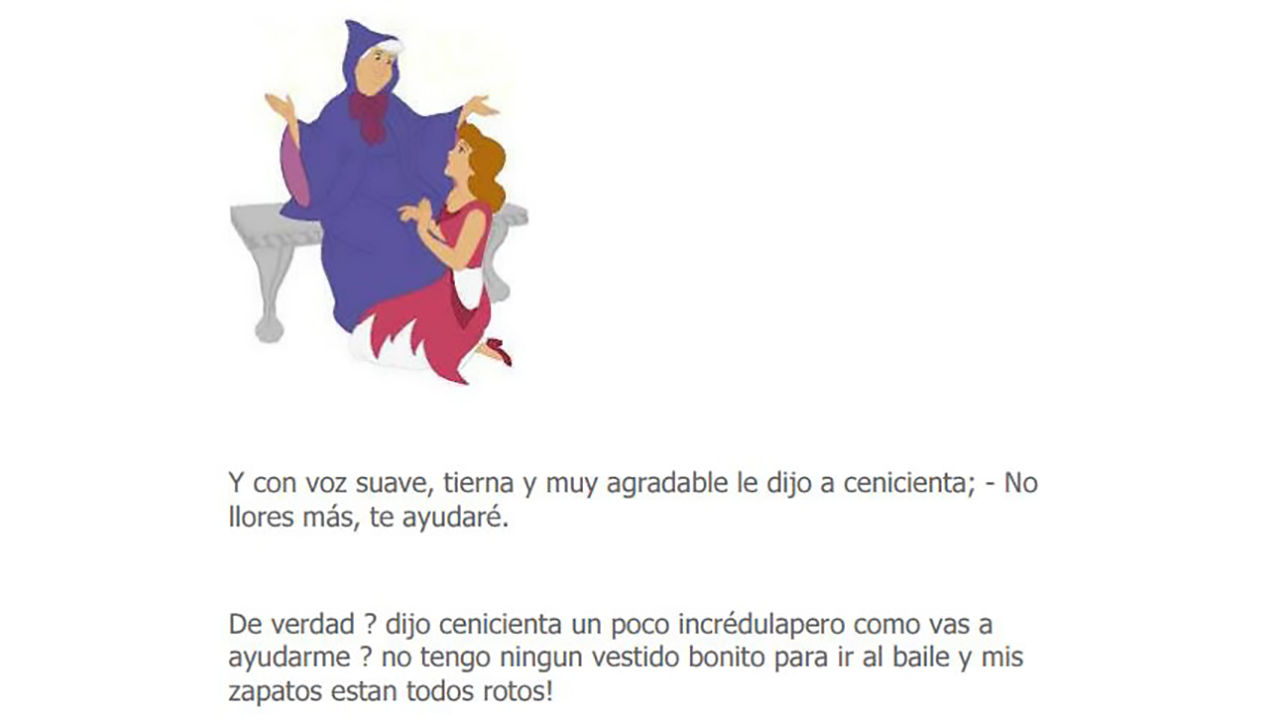 Y con voz suave, tierna y muy agradable le dijo a cenicienta; - No
llores más, te ayudaré.
De verdad ? dijo cenicienta un poco incrédulapero como vas a
ayudarme ? no tengo ningun vestido bonito para ir al baile y mis
zapatos estan todos rotos!